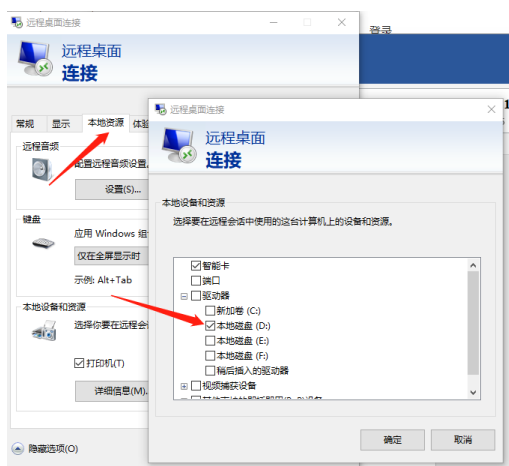 远程桌面连接
登录
远程桌面
连接
常规 显示 本地资源 体验
远程音频
配置远程音频设置。
设置(S)...
键盘
应用 Windows 组
仅在全屏显示时
示例: Alt+Tab
本地设备和资源
选择你要在远程会
打印机(T)
详细信息(M).
隐藏选项(O)
远程桌面连接
远程桌面
连接
本地设备和资源
选择要在远程会话中使用的这台计算机上的设备和资源。
智能卡
端口
驱动器
新加卷 (C:)
本地磁盘 (D:)
本地磁盘 (E:)
本地磁盘 (F:)
稍后插入的驱动器
视频捕获设备
确定 取消